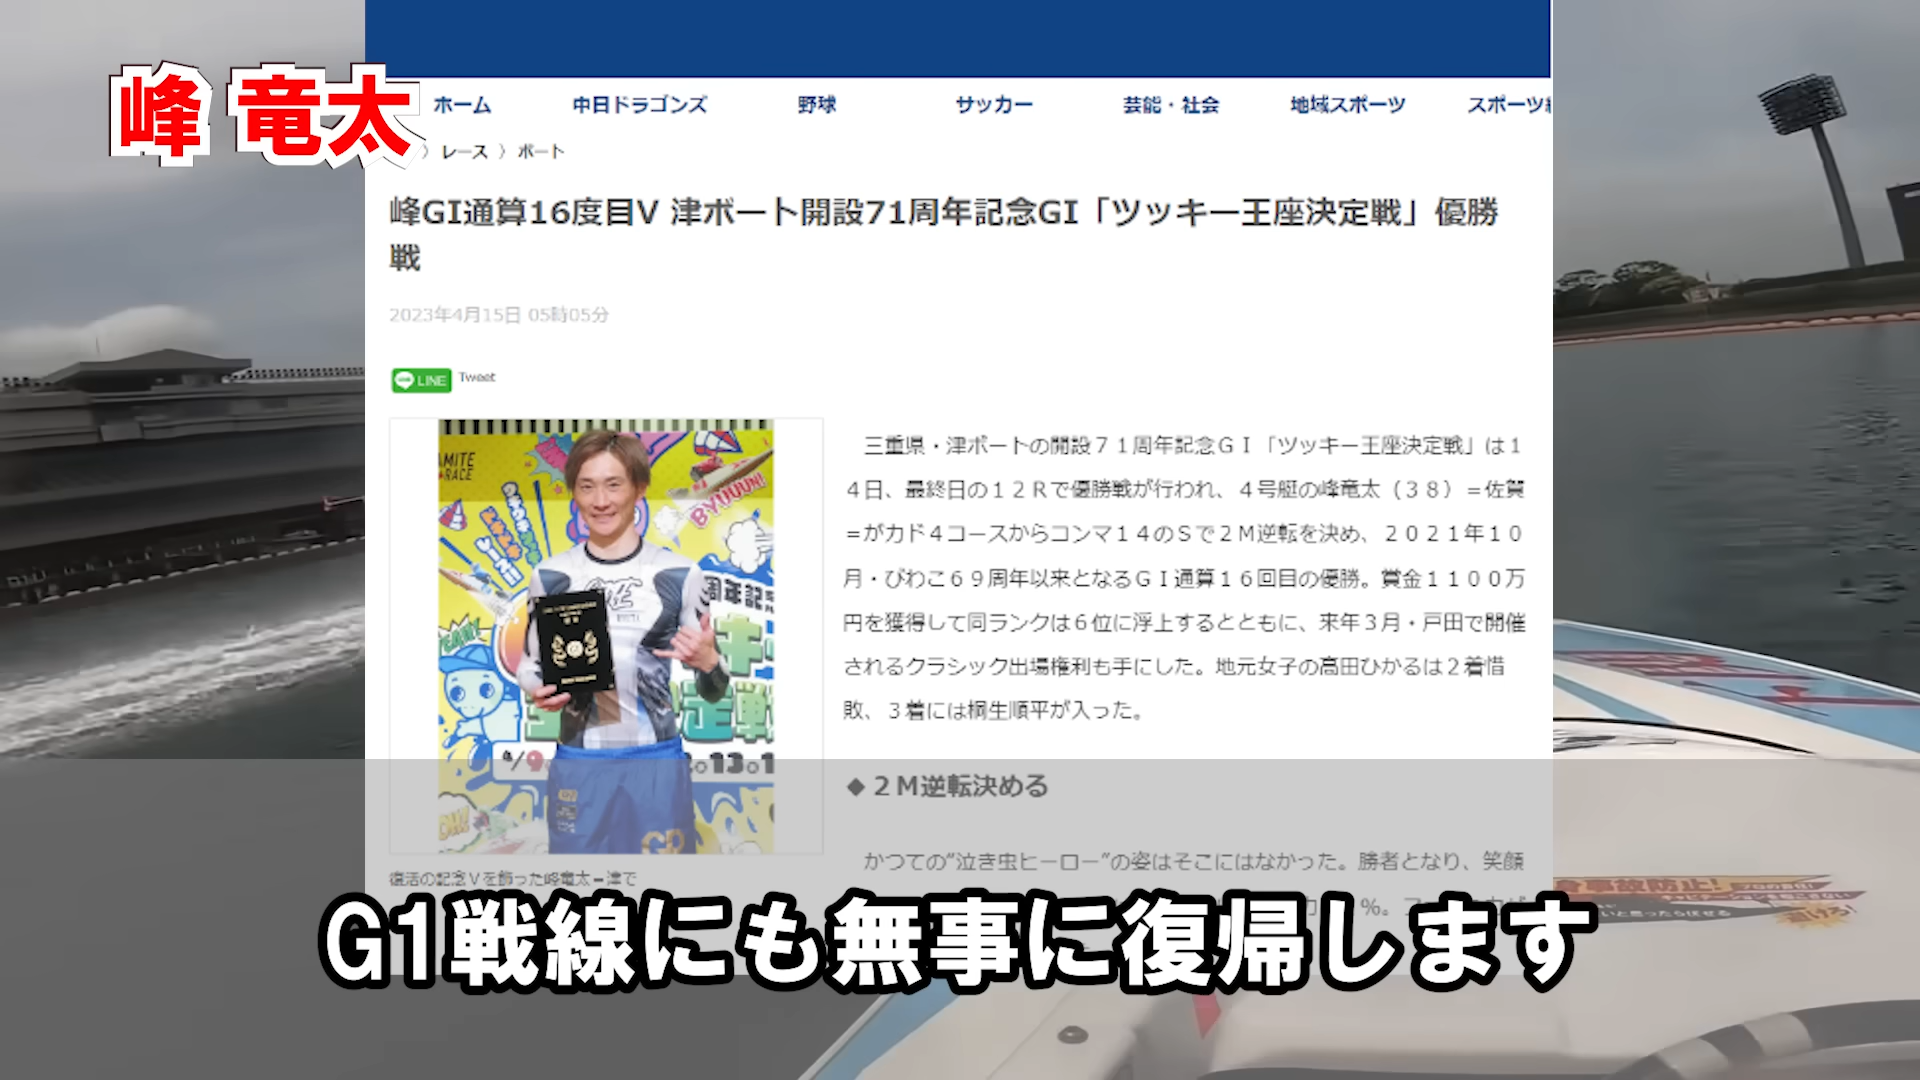 峰 竜太
ホーム 中日ドラゴンズ 野球 サッカー 芸能・社会 地域スポーツ スポーツ
〉 レース 〉 ボート
峰GI通算16度目V 津ボート開設71周年記念GI「ツッキー王座決定戦」優勝
戦
2023年4月15日 05時05分
LINE Tweet
三重県・津ボートの開設７１周年記念ＧⅠ「ツッキー王座決定戦」は１
４日、最終日の１２Ｒで優勝戦が行われ、４号艇の峰竜太（３８）＝佐賀
＝がカド４コースからコンマ１４のＳで２Ｍ逆転を決め、２０２１年１０
月・びわこ６９周年以来となるＧⅠ通算１６回目の優勝。賞金１１００万
円を獲得して同ランクは６位に浮上するとともに、来年３月・戸田で開催
されるクラシック出場権利も手にした。地元女子の高田ひかるは２着惜
敗、３着には桐生順平が入った。
BYUUUN!
◆２Ｍ逆転決める
かつての“泣き虫ヒーロー”の姿はそこにはなかった。勝者となり、笑顔
復活の記念Ｖを飾った峰竜太＝津で
G1戦線にも無事に復帰します